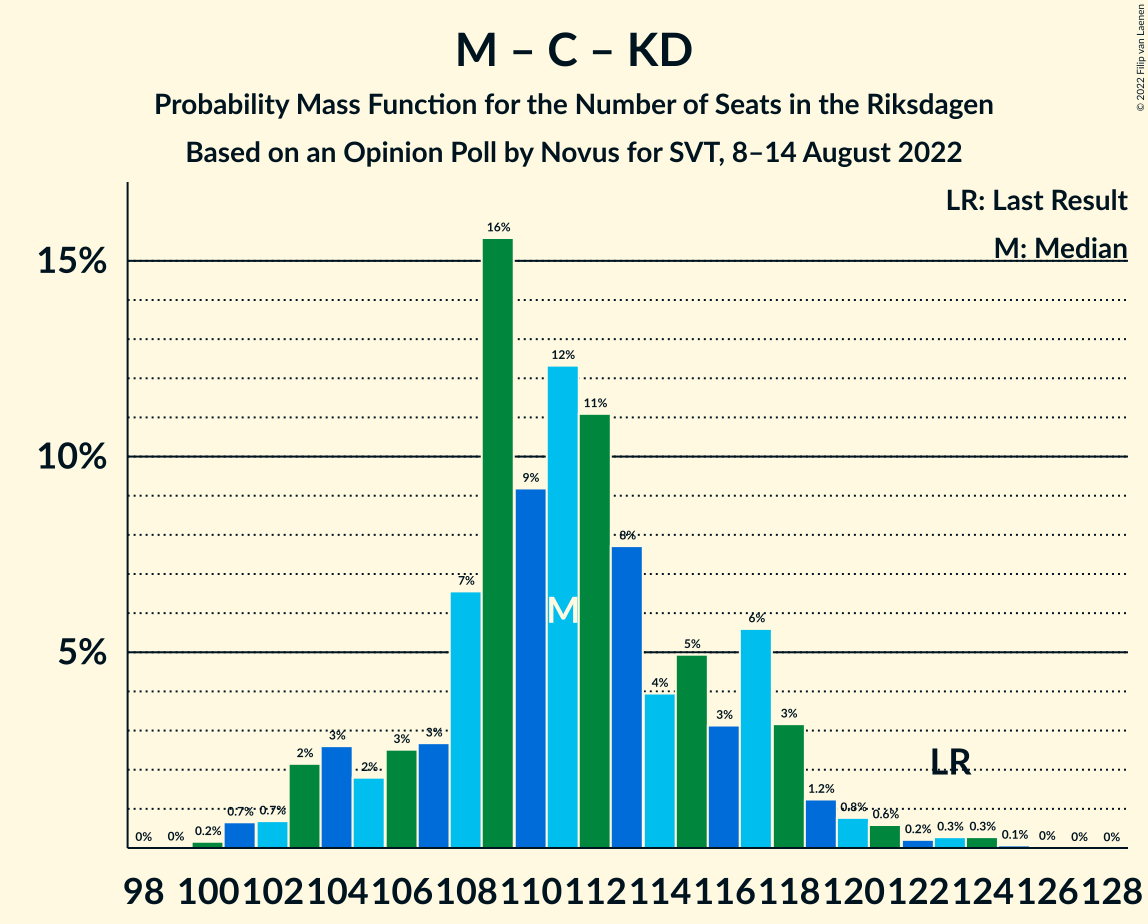 M – C – KD
Probability Mass Function for the Number of Seats in the Riksdagen
Based on an Opinion Poll by Novus for SVT, 8–14 August 2022
© 2022 Filip van Laenen
LR: Last Result
M: Median
15%
10%
5%
0% 0% 0.2% 0.7% 0.7% 2% 3% 2% 3% 3% 7% 16% 9% 12% 11% 8% 4% 5% 3% 6% 3% 1.2% 0.8% 0.6% 0.2% 0.3% 0.3% 0.1% 0% 0% 0%
M
LR
98 100 102 104 106 108 110 112 114 116 118 120 122 124 126 128